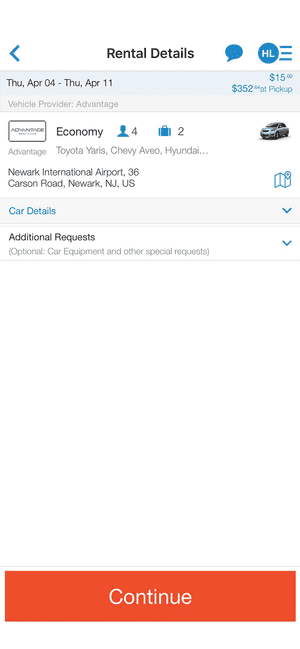 Rental Details
HL
Thu, Apr 04 - Thu, Apr 11
$15.00
$352.64 at Pickup
Vehicle Provider: Advantage
ADVANTAGE
RENT A CAR
Economy 4 2
Advantage Toyota Yaris, Chevy Aveo, Hyundai...
Newark International Airport, 36
Carson Road, Newark, NJ, US
Car Details
Additional Requests
(Optional: Car Equipment and other special requests)
Continue